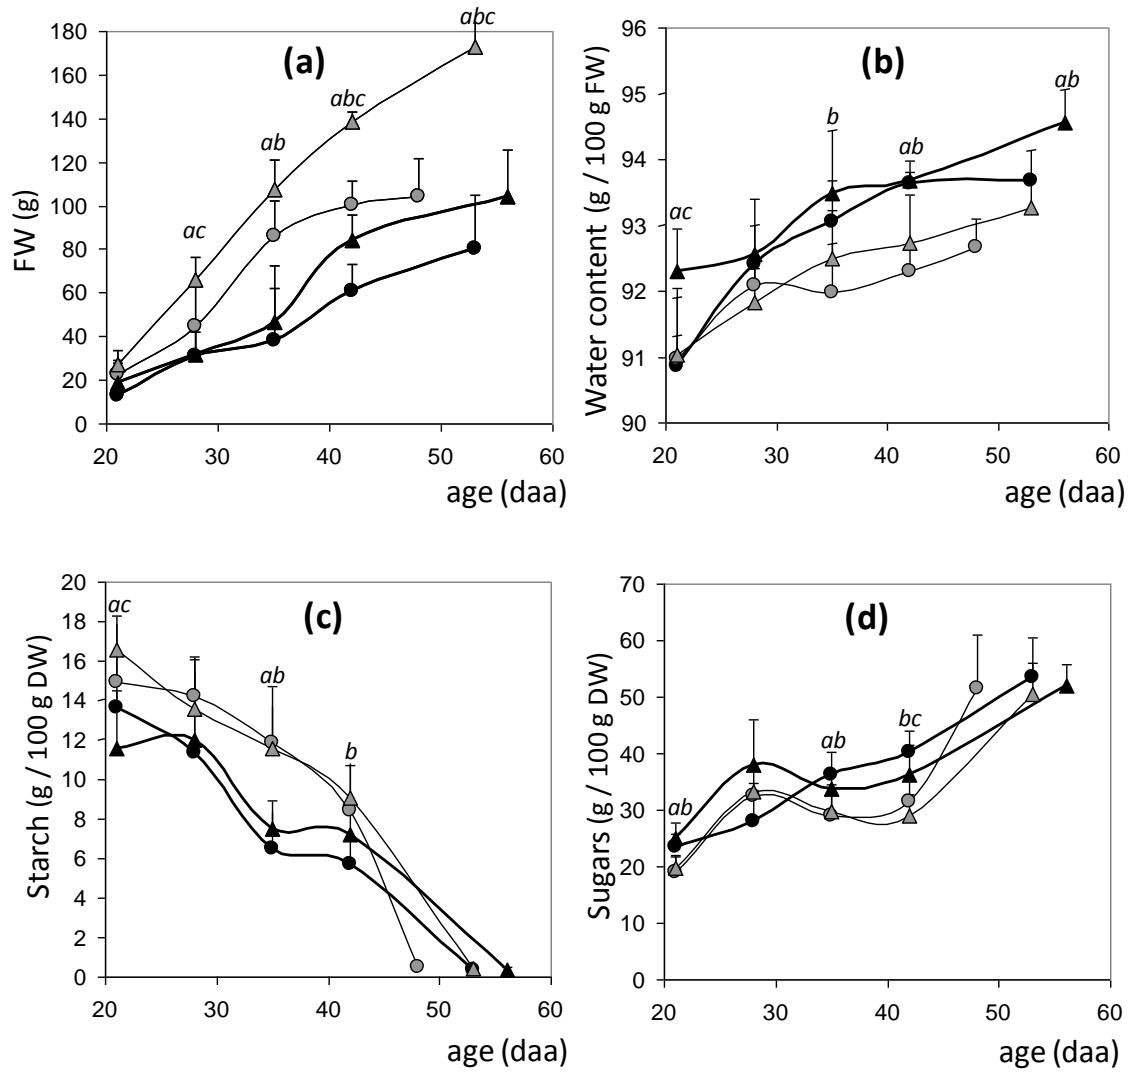 (a)
FW (g)
180
160
140
120
100
80
60
40
20
0
ac
ab
abc
abc
20 30 40 50 60
age (daa)
(b)
Water content (g / 100 g FW)
96
95
94
93
92
91
90
ac
b
ab
ab
20 30 40 50 60
age (daa)
(c)
Starch (g / 100 g DW)
20
18
16
14
12
10
8
6
4
2
0
ac
ab
b
20 30 40 50 60
age (daa)
(d)
Sugars (g / 100 g DW)
70
60
50
40
30
20
10
0
ab
ab
bc
20 30 40 50 60
age (daa)